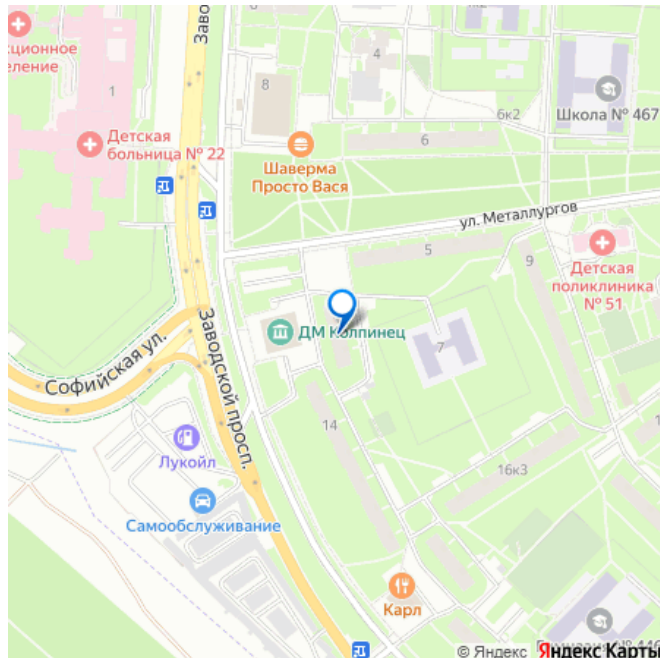 Заво
кционное
еление
1
Детская
больница № 22
8
4
6к2
Школа № 467
Шаверма
Просто Вася
6
ул. Металлургов
5
9
Детская
поликлиника
№ 51
ДМ Колпинец
7
Софийская ул.
Заводской просп.
14
Лукойл
16к3
Самообслуживание
Карл
© Яндекс Яндекс Карты